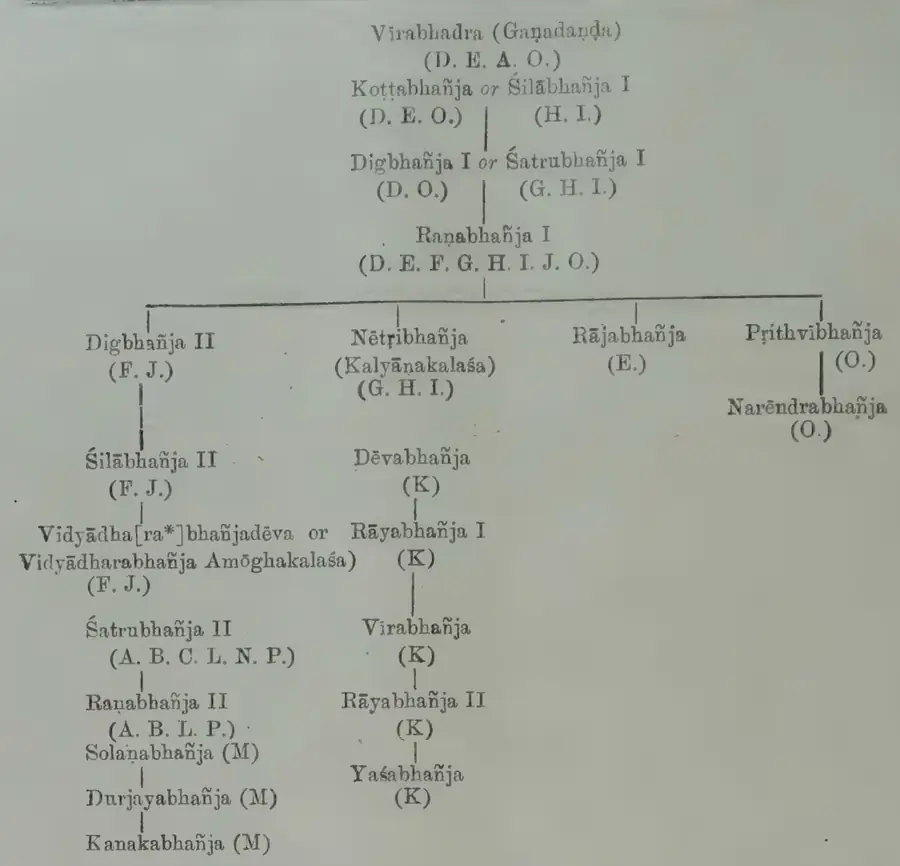 Vīrabhadra (Gaṇadaṇḍa)
(D. E. A. O.)
Koṭṭabhañja or Śilābhañja I
(D. E. O.) (H. I.)
Digbhañja I or Śatrubhañja I
(D. O.) (G. H. I.)
Raṇabhañja I
(D. E. F. G. H. I. J. O.)
Digbhañja II Nētṛibhañja Rājabhañja Pṛithvībhañja
(F. J.) (Kalyāṇakalaśa) (E.) (O.)
(G. H. I.)
Narēndrabhañja
(O.)
Śilābhañja II Dēvabhañja
(F. J.) (K)
Vidyādha[ra*]bhañjadēva or Rāyabhañja I
Vidyādharabhañja Amōghakalaśa) (K)
(F. J.)
Śatrubhañja II Vīrabhañja
(A. B. C. L. N. P.) (K)
Raṇabhañja II Rāyabhañja II
(A. B. L. P.) (K)
Solaṇabhañja (M)
Yaśabhañja
Durjayabhañja (M) (K)
Kanakabhañja (M)